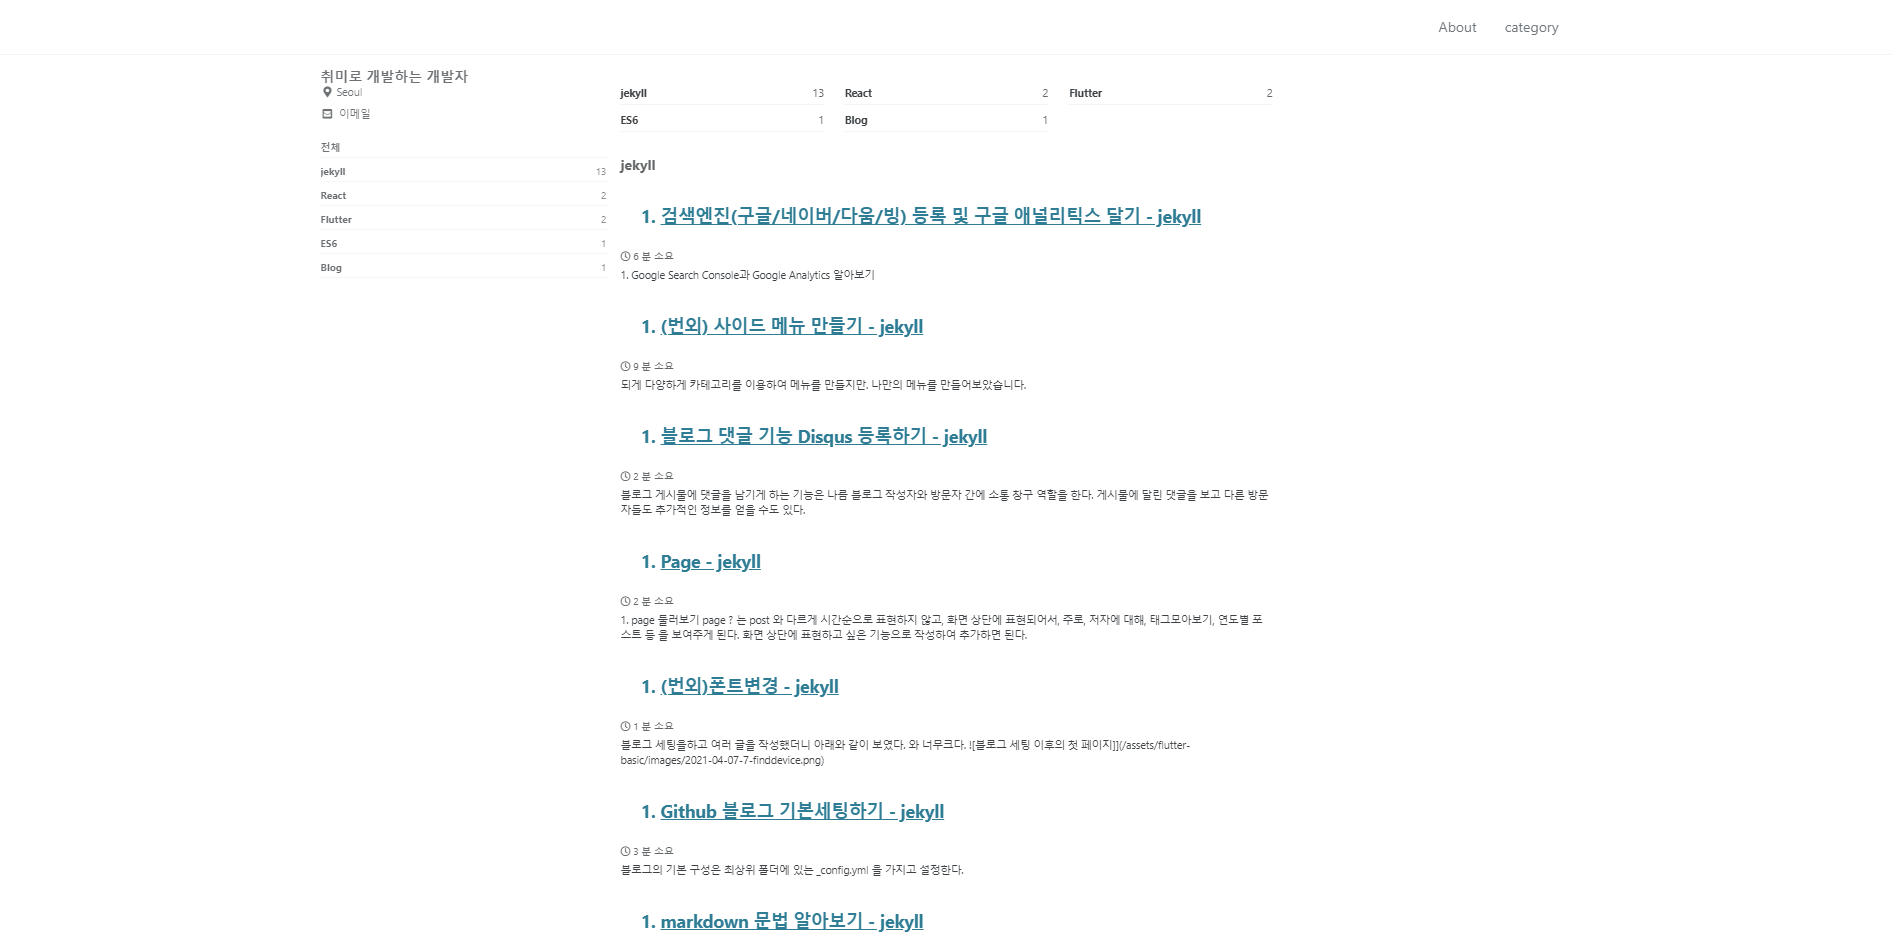 About category
취미로 개발하는 개발자
Seoul
이메일
전체
jekyll 13
React 2
Flutter 2
ES6 1
Blog 1
jekyll 13 React 2 Flutter 2
ES6 1 Blog 1
jekyll
1. 검색엔진(구글/네이버/다움/빙) 등록 및 구글 애널리틱스 달기 - jekyll
6 분 소요
1. Google Search Console과 Google Analytics 알아보기
1. (번외) 사이드 메뉴 만들기 - jekyll
9 분 소요
되게 다양하게 카테고리를 이용하여 메뉴를 만들지만. 나만의 메뉴를 만들어보았습니다.
1. 블로그 댓글 기능 Disqus 등록하기 - jekyll
2 분 소요
블로그 게시물에 댓글을 남기게 하는 기능은 나름 블로그 작성자와 방문자 간에 소통 창구 역할을 한다. 게시물에 달린 댓글을 보고 다른 방문
자들도 추가적인 정보를 얻을 수도 있다.
1. Page - jekyll
2 분 소요
1. page 둘러보기 page ? 는 post 와 다르게 시간순으로 표현하지 않고, 화면 상단에 표현되어서, 주로, 저자에 대해, 태그모아보기, 연도별 포
스트 등 을 보여주게 된다. 화면 상단에 표현하고 싶은 기능으로 작성하여 추가하면 된다.
1. (번외)폰트변경 - jekyll
1 분 소요
블로그 세팅을하고 여러 글을 작성했더니 아래와 같이 보였다. 와 너무크다. ![블로그 세팅 이후의 첫 페이지]](/assets/flutter-
basic/images/2021-04-07-7-finddevice.png)
1. Github 블로그 기본세팅하기 - jekyll
3 분 소요
블로그의 기본 구성은 최상위 폴더에 있는 _config.yml 을 가지고 설정한다.
1. markdown 문법 알아보기 - jekyll